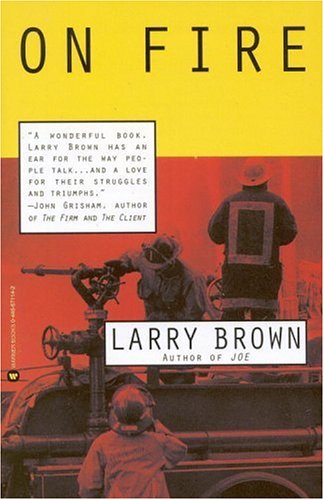 ON FIRE
"A WONDERFUL BOOK.
LARRY BROWN HAS AN
EAR FOR THE WAY PEO-
PLE TALK...AND A LOVE
FOR THEIR STRUGGLES
AND TRIUMPHS."
—JOHN GRISHAM, AUTHOR
OF THE FIRM AND THE CLIENT
LARRY BROWN
AUTHOR OF JOE